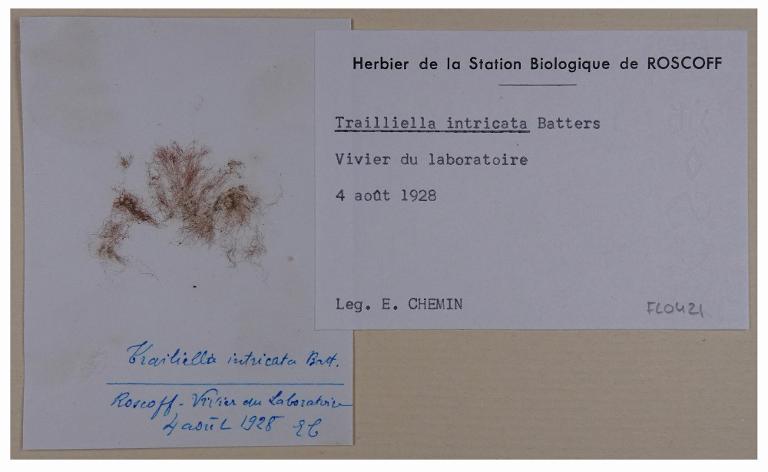 Herbier de la Station Biologique de ROSCOFF
Trailliella intricata Batters
Vivier du laboratoire
4 août 1928
Leg. E. CHEMIN
FL0421
Trailiella intricata Batt.
Roscoff - Vivier du Laboratoire
4 août 1928 EC